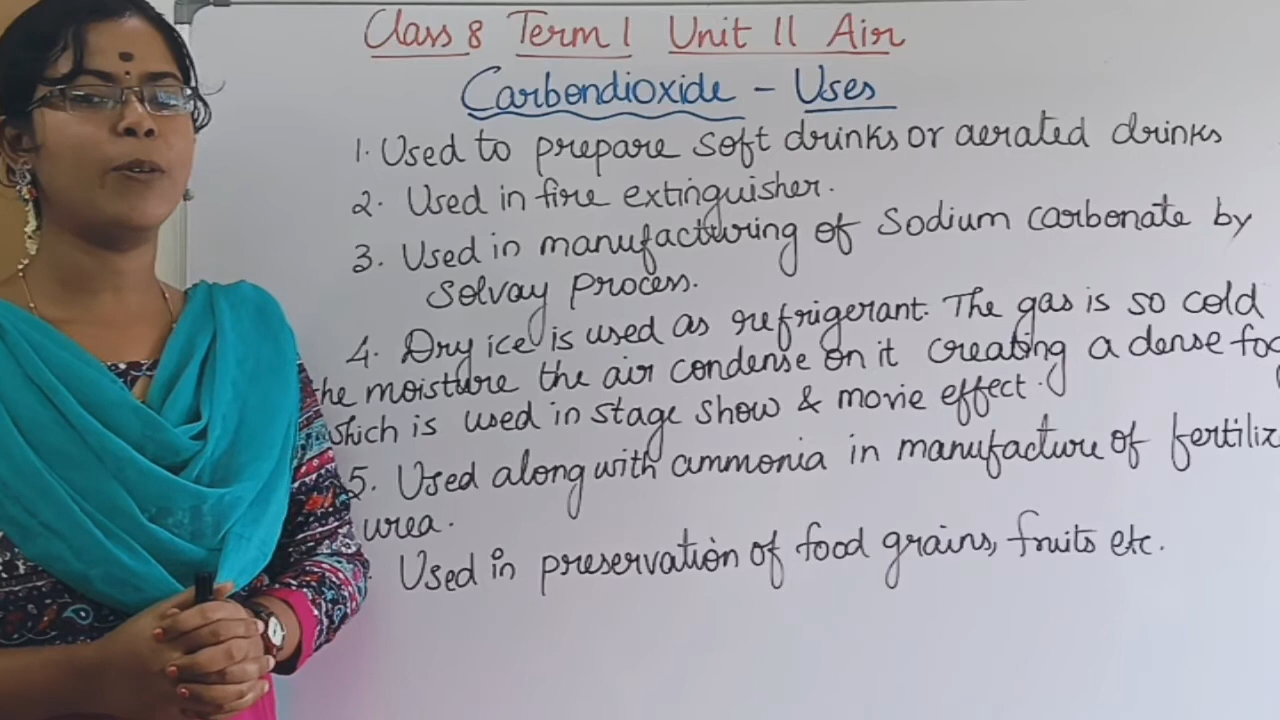 Class 8 Term 1 Unit 11 Air
Carbondioxide - Uses
1. Used to prepare soft drinks or aerated drinks
2. Used in fire extinguisher.
3. Used in manufacturing of Sodium carbonate by
Solvay process.
4. Dry ice is used as refrigerant. The gas is so cold
the moisture the air condense on it creating a dense fo
which is used in stage show & movie effect.
5. Used along with ammonia in manufacture of fertiliz
urea.
Used in preservation of food grains, fruits etc.